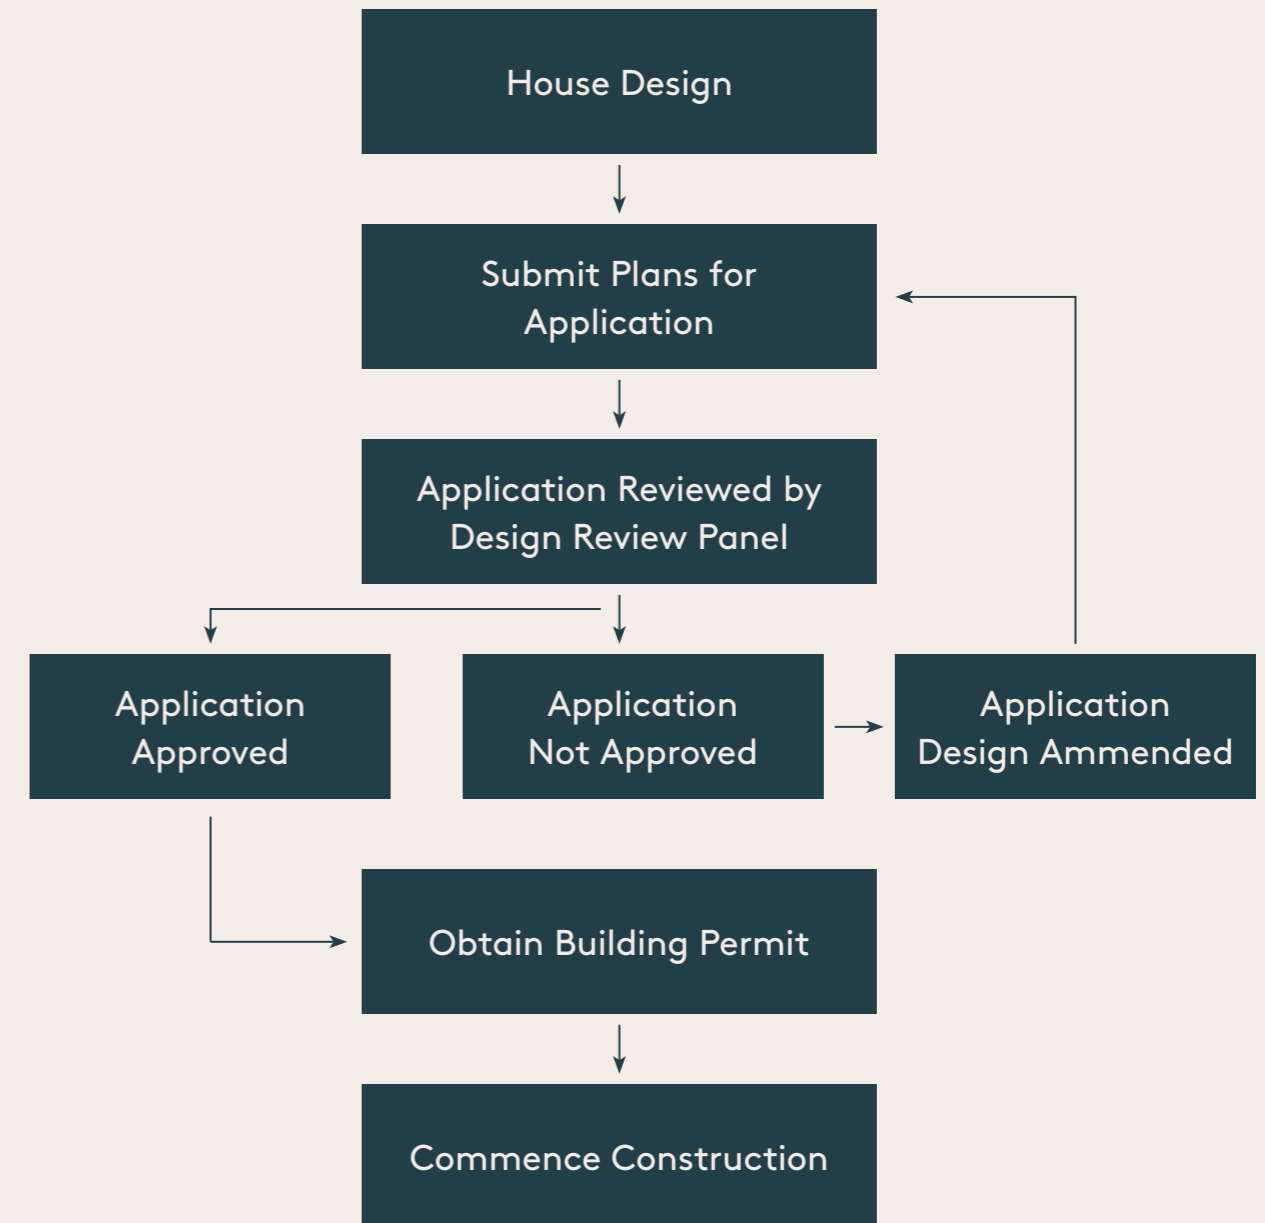 House Design
Submit Plans for
Application
Application Reviewed by
Design Review Panel
Application
Approved
Application
Not Approved
Application
Design Ammended
Obtain Building Permit
Commence Construction